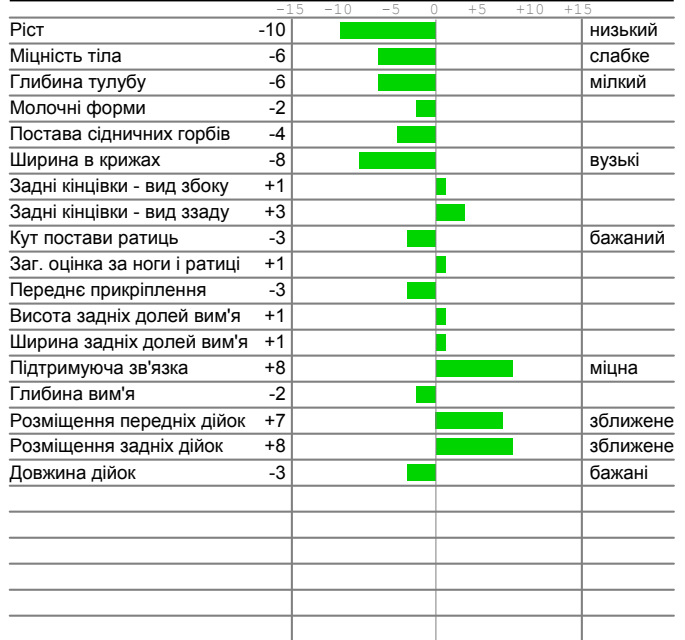 -15 -10 -5 0 +5 +10 +15
Ріст -10 низький
Міцність тіла -6 слабке
Глибина тулубу -6 мілкий
Молочні форми -2
Постава сідничних горбів -4
Ширина в крижах -8 вузькі
Задні кінцівки - вид збоку +1
Задні кінцівки - вид ззаду +3
Кут постави ратиць -3 бажаний
Заг. оцінка за ноги і ратиці +1
Переднє прикріплення -3
Висота задніх долей вим'я +1
Ширина задніх долей вим'я +1
Підтримуюча зв'язка +8 міцна
Глибина вим'я -2
Розміщення передніх дійок +7 зближене
Розміщення задніх дійок +8 зближене
Довжина дійок -3 бажані